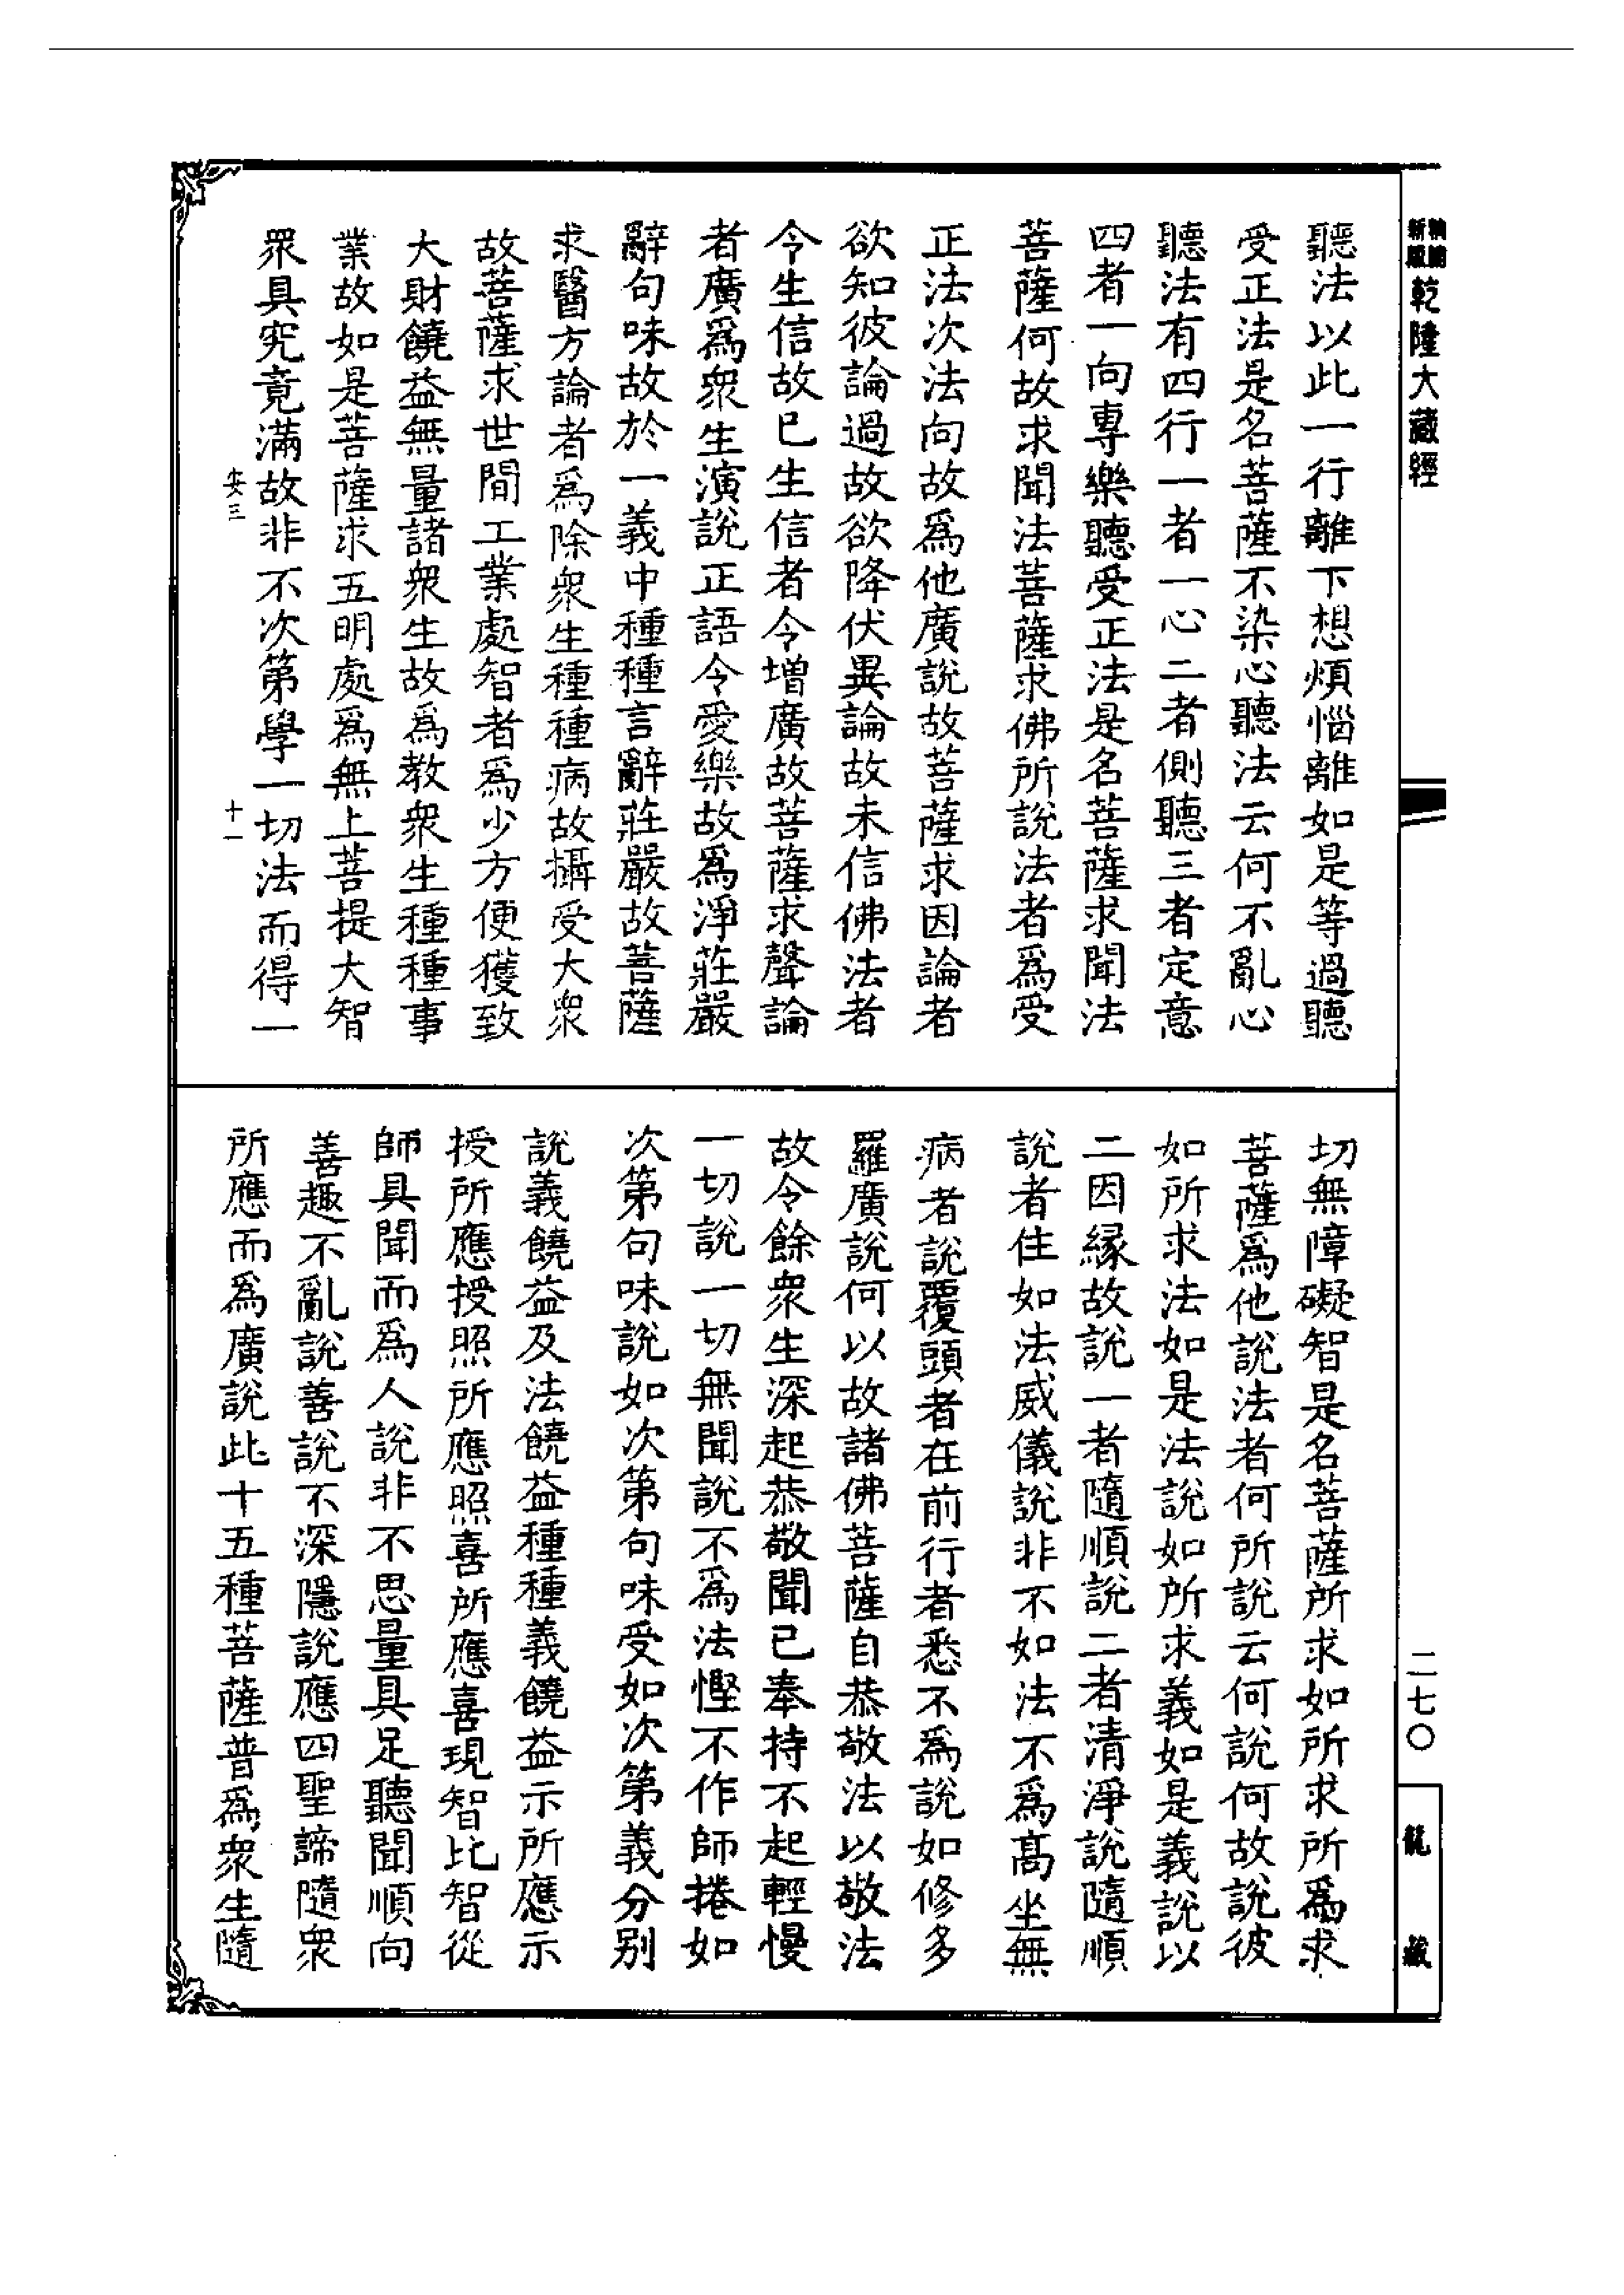 新編
縮版
乾隆大藏經
二七〇
龍藏
聽法以此一行離下想煩惱離如是等過聽
受正法是名菩薩不染心聽法云何不亂心
聽法有四行一者一心二者側聽三者定意
四者一向專樂聽受正法是名菩薩求聞法
菩薩何故求聞法菩薩求佛所說法者爲受
正法次法向故爲他廣說故菩薩求因論者
欲知彼論過故欲降伏異論故未信佛法者
令生信故已生信者令增廣故菩薩求聲論
者廣爲衆生演說正語令愛樂故爲淨莊嚴
辭句味故於一義中種種言辭莊嚴故菩薩
求醫方論者爲除衆生種種病故攝受大衆
故菩薩求世間工業處智者爲少方便獲致
大財饒益無量諸衆生故爲教衆生種種事
業故如是菩薩求五明處爲無上菩提大智
衆具究竟滿故非不次第學一切法而得一
安三
十一
切無障礙智是名菩薩所求如所求所爲求
菩薩爲他說法者何所說云何說何故說彼
如所求法如是法說如所求義如是義說以
二因緣故說一者隨順說二者清淨說隨順
說者住如法威儀說非不如法不爲高坐無
病者說覆頭者在前行者悉不爲說如修多
羅廣說何以故諸佛菩薩自恭敬法以敬法
故令餘衆生深起恭敬聞已奉持不起輕慢
一切說一切無聞說不爲法慳不作師捲如
次第句味說如次第句味受如次第義分別
說義饒益及法饒益種種義饒益示所應示
授所應授照所應照喜所應喜現智比智從
師具聞而爲人說非不思量具足聽聞順向
善趣不亂說善說不深隱說應四聖諦隨衆
所應而爲廣說此十五種菩薩普爲衆生隨